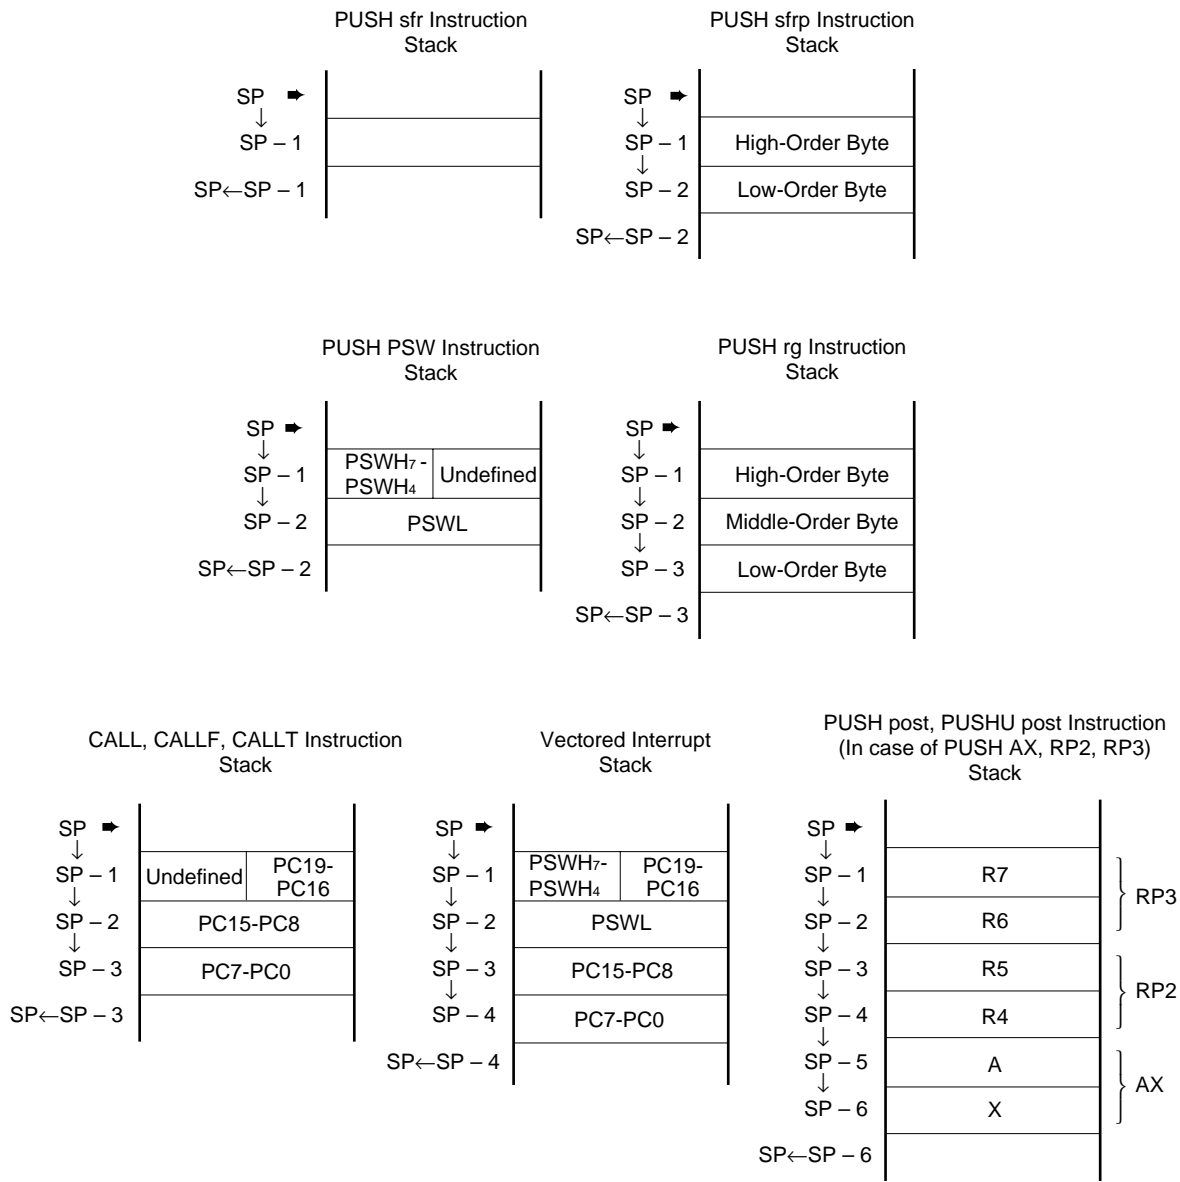 PUSH sfr Instruction
Stack
SP ➨
↓
SP – 1
SP←SP – 1
PUSH sfrp Instruction
Stack
SP ➨
↓
SP – 1 High-Order Byte
↓
SP – 2 Low-Order Byte
SP←SP – 2
PUSH PSW Instruction
Stack
SP ➨
↓
SP – 1 PSWH7 - PSWH4 Undefined
↓
SP – 2 PSWL
SP←SP – 2
PUSH rg Instruction
Stack
SP ➨
↓
SP – 1 High-Order Byte
↓
SP – 2 Middle-Order Byte
↓
SP – 3 Low-Order Byte
SP←SP – 3
CALL, CALLF, CALLT Instruction
Stack
SP ➨
↓
SP – 1 Undefined PC19- PC16
↓
SP – 2 PC15-PC8
↓
SP – 3 PC7-PC0
SP←SP – 3
Vectored Interrupt
Stack
SP ➨
↓
SP – 1 PSWH7- PSWH4 PC19- PC16
↓
SP – 2 PSWL
↓
SP – 3 PC15-PC8
↓
SP – 4 PC7-PC0
SP←SP – 4
PUSH post, PUSHU post Instruction
(In case of PUSH AX, RP2, RP3)
Stack
SP ➨
↓
SP – 1 R7
↓
RP3
SP – 2 R6
↓
SP – 3 R5
↓
RP2
SP – 4 R4
↓
SP – 5 A
↓
AX
SP – 6 X
SP←SP – 6